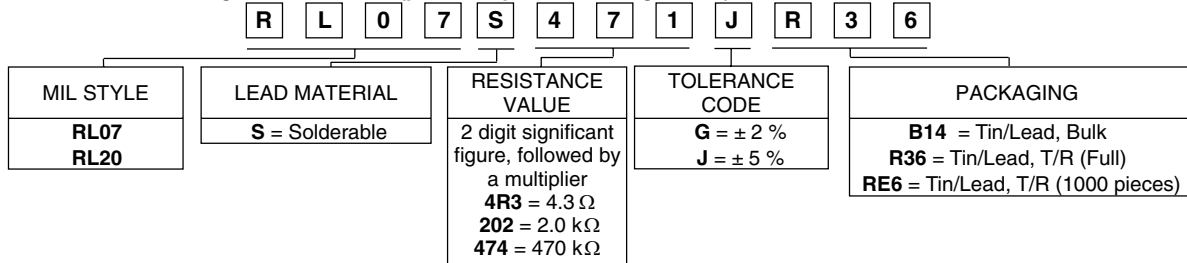 R L 0 7 S 4 7 1 J R 3 6
MIL STYLE
RL07
RL20
LEAD MATERIAL
S = Solderable
RESISTANCE
VALUE
2 digit significant
figure, followed by
a multiplier
4R3 = 4.3 Ω
202 = 2.0 kΩ
474 = 470 kΩ
TOLERANCE
CODE
G = ± 2 %
J = ± 5 %
PACKAGING
B14 = Tin/Lead, Bulk
R36 = Tin/Lead, T/R (Full)
RE6 = Tin/Lead, T/R (1000 pieces)